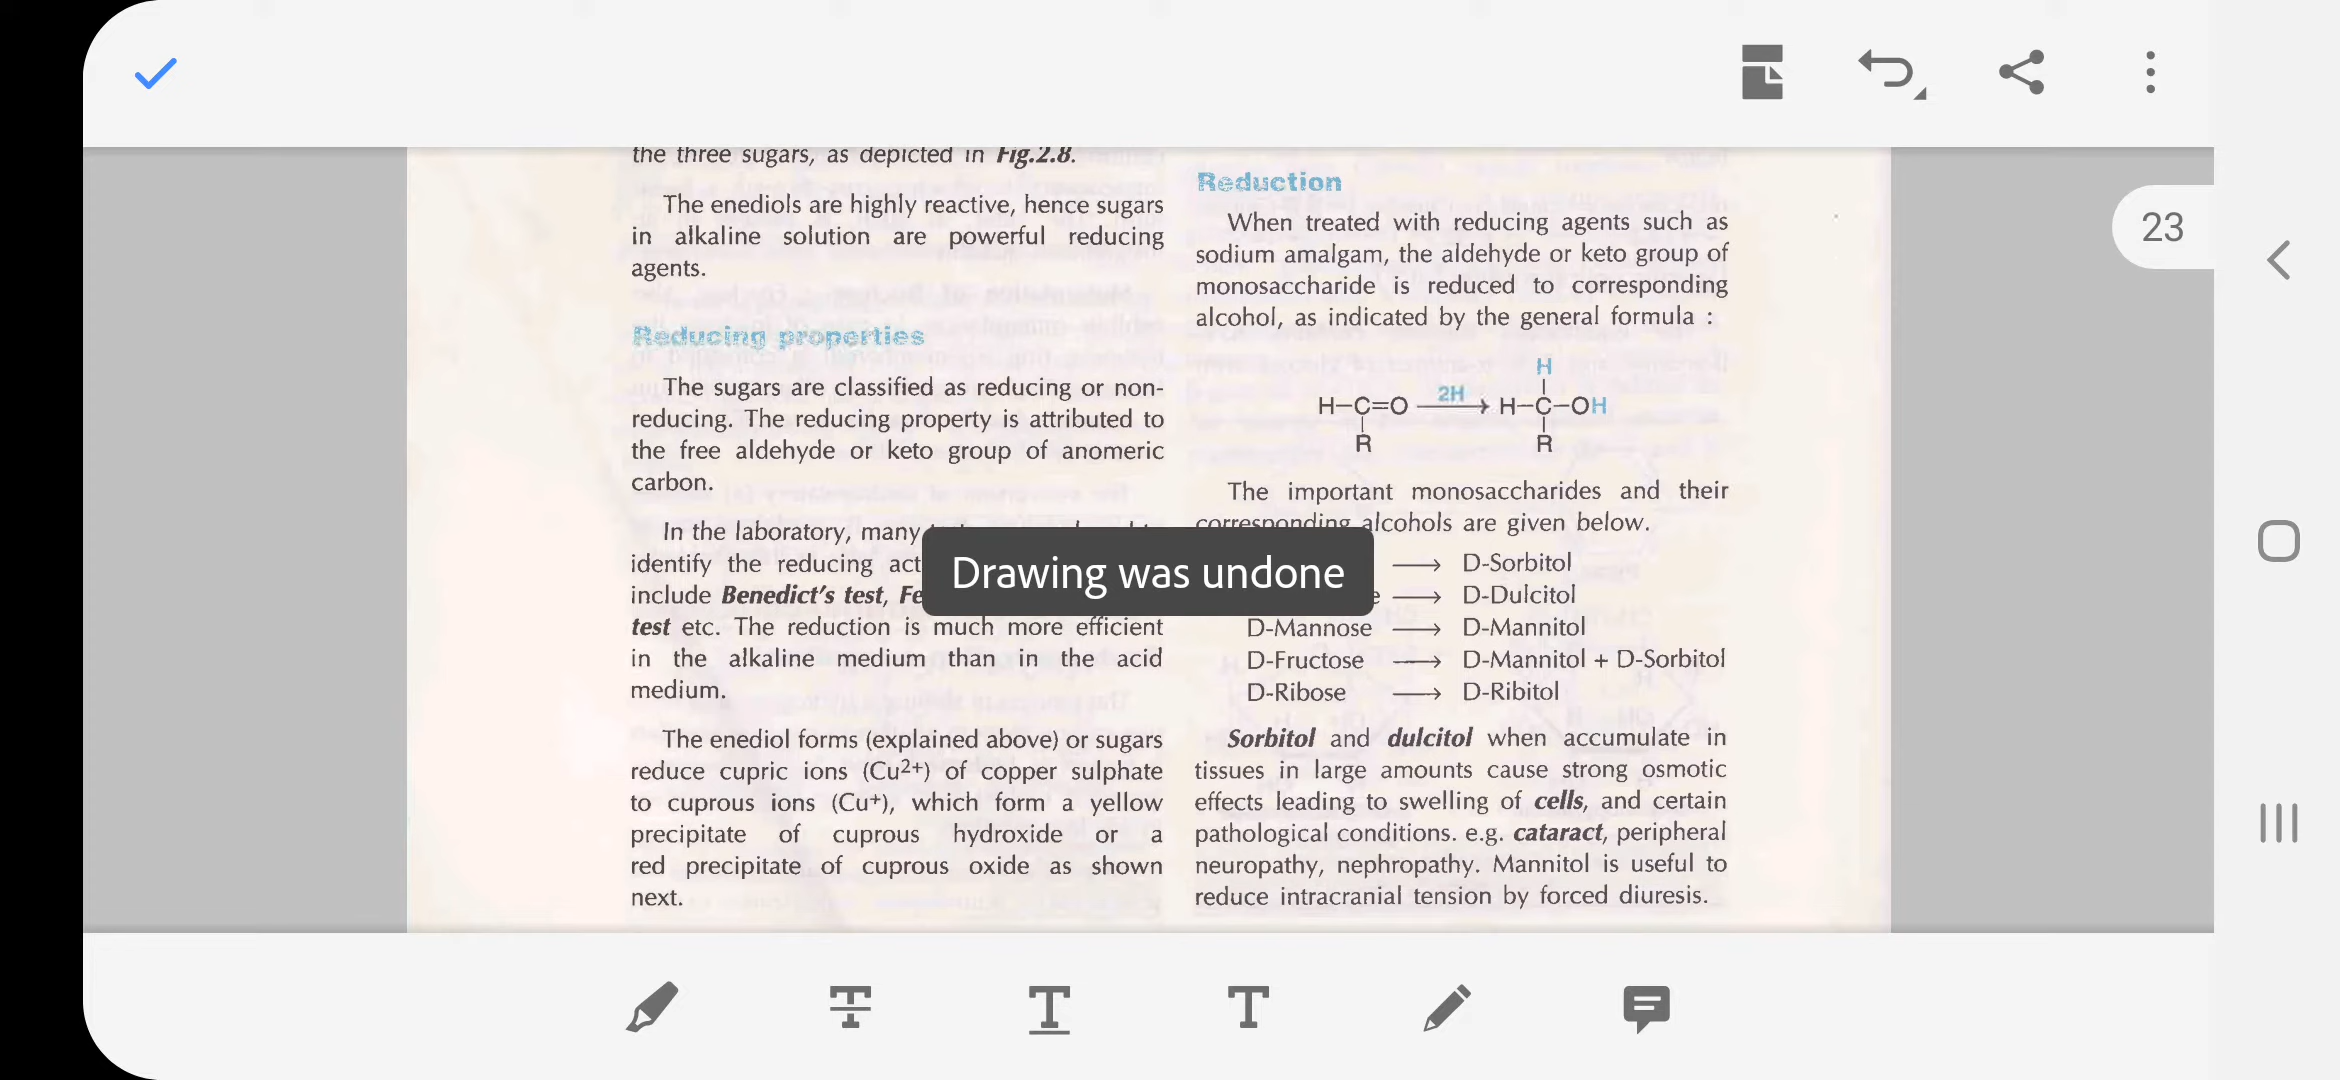 23
the three sugars, as depicted in Fig.2.8.
The enediols are highly reactive, hence sugars
in alkaline solution are powerful reducing
agents.
Reducing properties
The sugars are classified as reducing or non-
reducing. The reducing property is attributed to
the free aldehyde or keto group of anomeric
carbon.
In the laboratory, many
identify the reducing
include Benedict's test,
test etc. The reduction is much more efficient
in the alkaline medium than in the acid
medium.
The enediol forms (explained above) or sugars
reduce cupric ions (Cu2+) of copper sulphate
to cuprous ions (Cu+), which form a yellow
precipitate of cuprous hydroxide or a
red precipitate of cuprous oxide as shown
next.
Reduction
When treated with reducing agents such as
sodium amalgam, the aldehyde or keto group of
monosaccharide is reduced to corresponding
alcohol, as indicated by the general formula :
H
H–C=O 2H → H–C–OH
R R
The important monosaccharides and their
corresponding alcohols are given below.
→ D-Sorbitol
→ D-Dulcitol
D-Mannose → D-Mannitol
D-Fructose → D-Mannitol + D-Sorbitol
D-Ribose → D-Ribitol
Sorbitol and dulcitol when accumulate in
tissues in large amounts cause strong osmotic
effects leading to swelling of cells, and certain
pathological conditions. e.g. cataract, peripheral
neuropathy, nephropathy. Mannitol is useful to
reduce intracranial tension by forced diuresis.
Drawing was undone